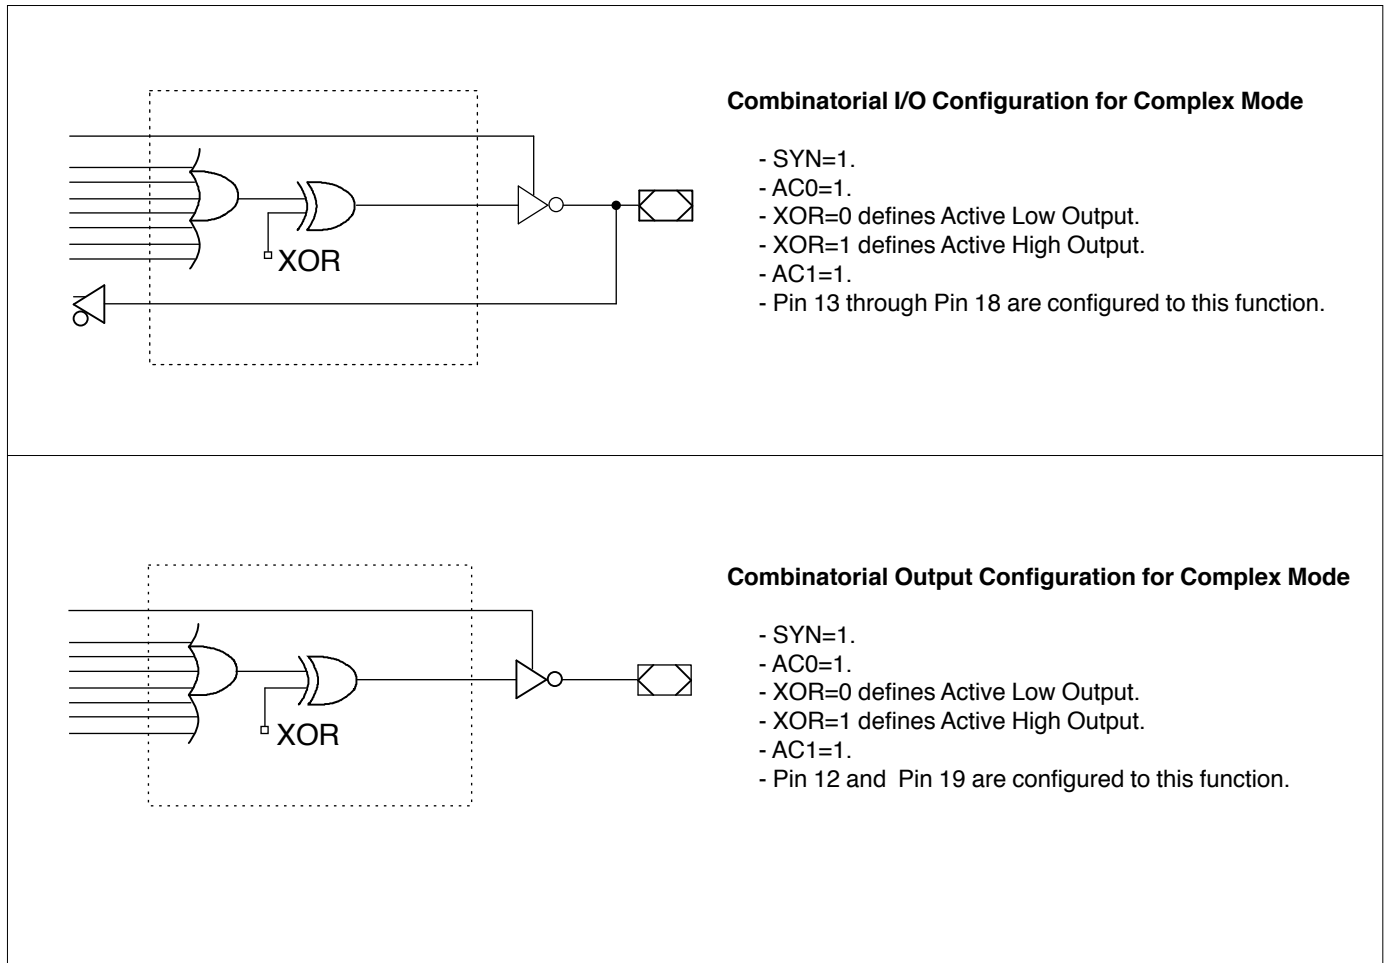 Combinatorial I/O Configuration for Complex Mode
- SYN=1.
- AC0=1.
- XOR=0 defines Active Low Output.
- XOR=1 defines Active High Output.
- AC1=1.
- Pin 13 through Pin 18 are configured to this function.
XOR
Combinatorial Output Configuration for Complex Mode
- SYN=1.
- AC0=1.
- XOR=0 defines Active Low Output.
- XOR=1 defines Active High Output.
- AC1=1.
- Pin 12 and  Pin 19 are configured to this function.
XOR